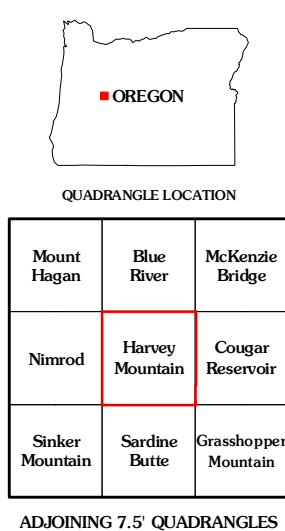 OREGON
QUADRANGLE LOCATION
Mount
Hagan
Blue
River
McKenzie
Bridge
Nimrod
Harvey
Mountain
Cougar
Reservoir
Sinker
Mountain
Sardine
Butte
Grasshopper
Mountain
ADJOINING 7.5' QUADRANGLES